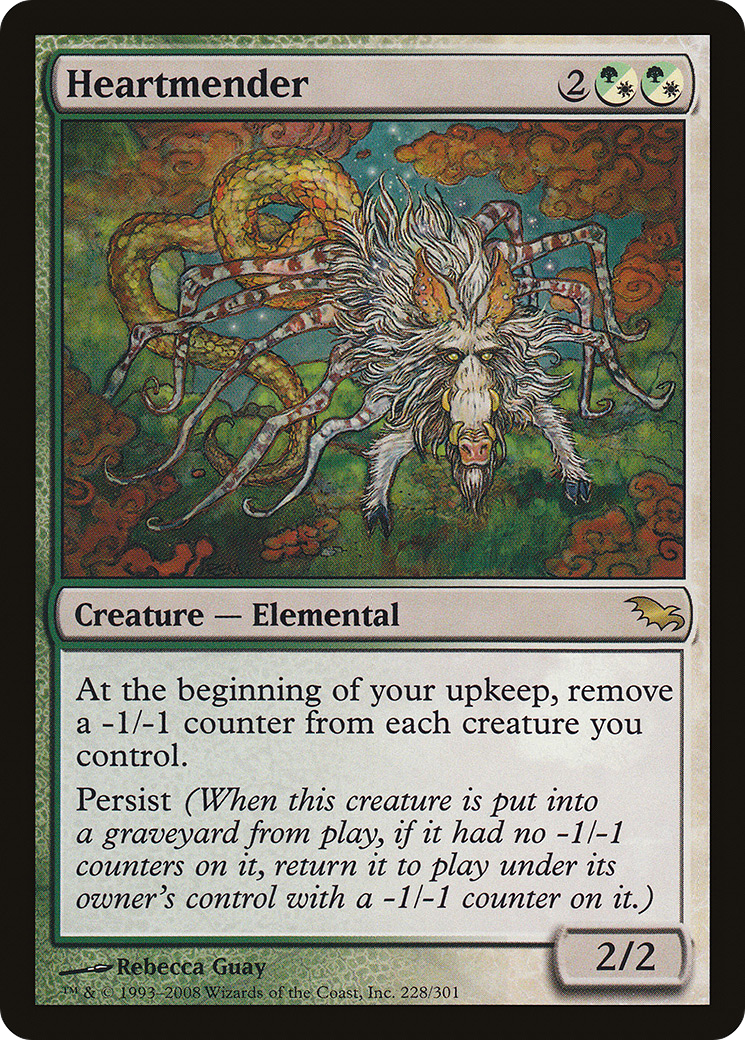 Heartmender 2
Creature — Elemental
At the beginning of your upkeep, remove
a -1/-1 counter from each creature you
control.
Persist (When this creature is put into
a graveyard from play, if it had no -1/-1
counters on it, return it to play under its
owner's control with a -1/-1 counter on it.)
2/2
Rebecca Guay
™ & © 1993–2008 Wizards of the Coast, Inc. 228/301